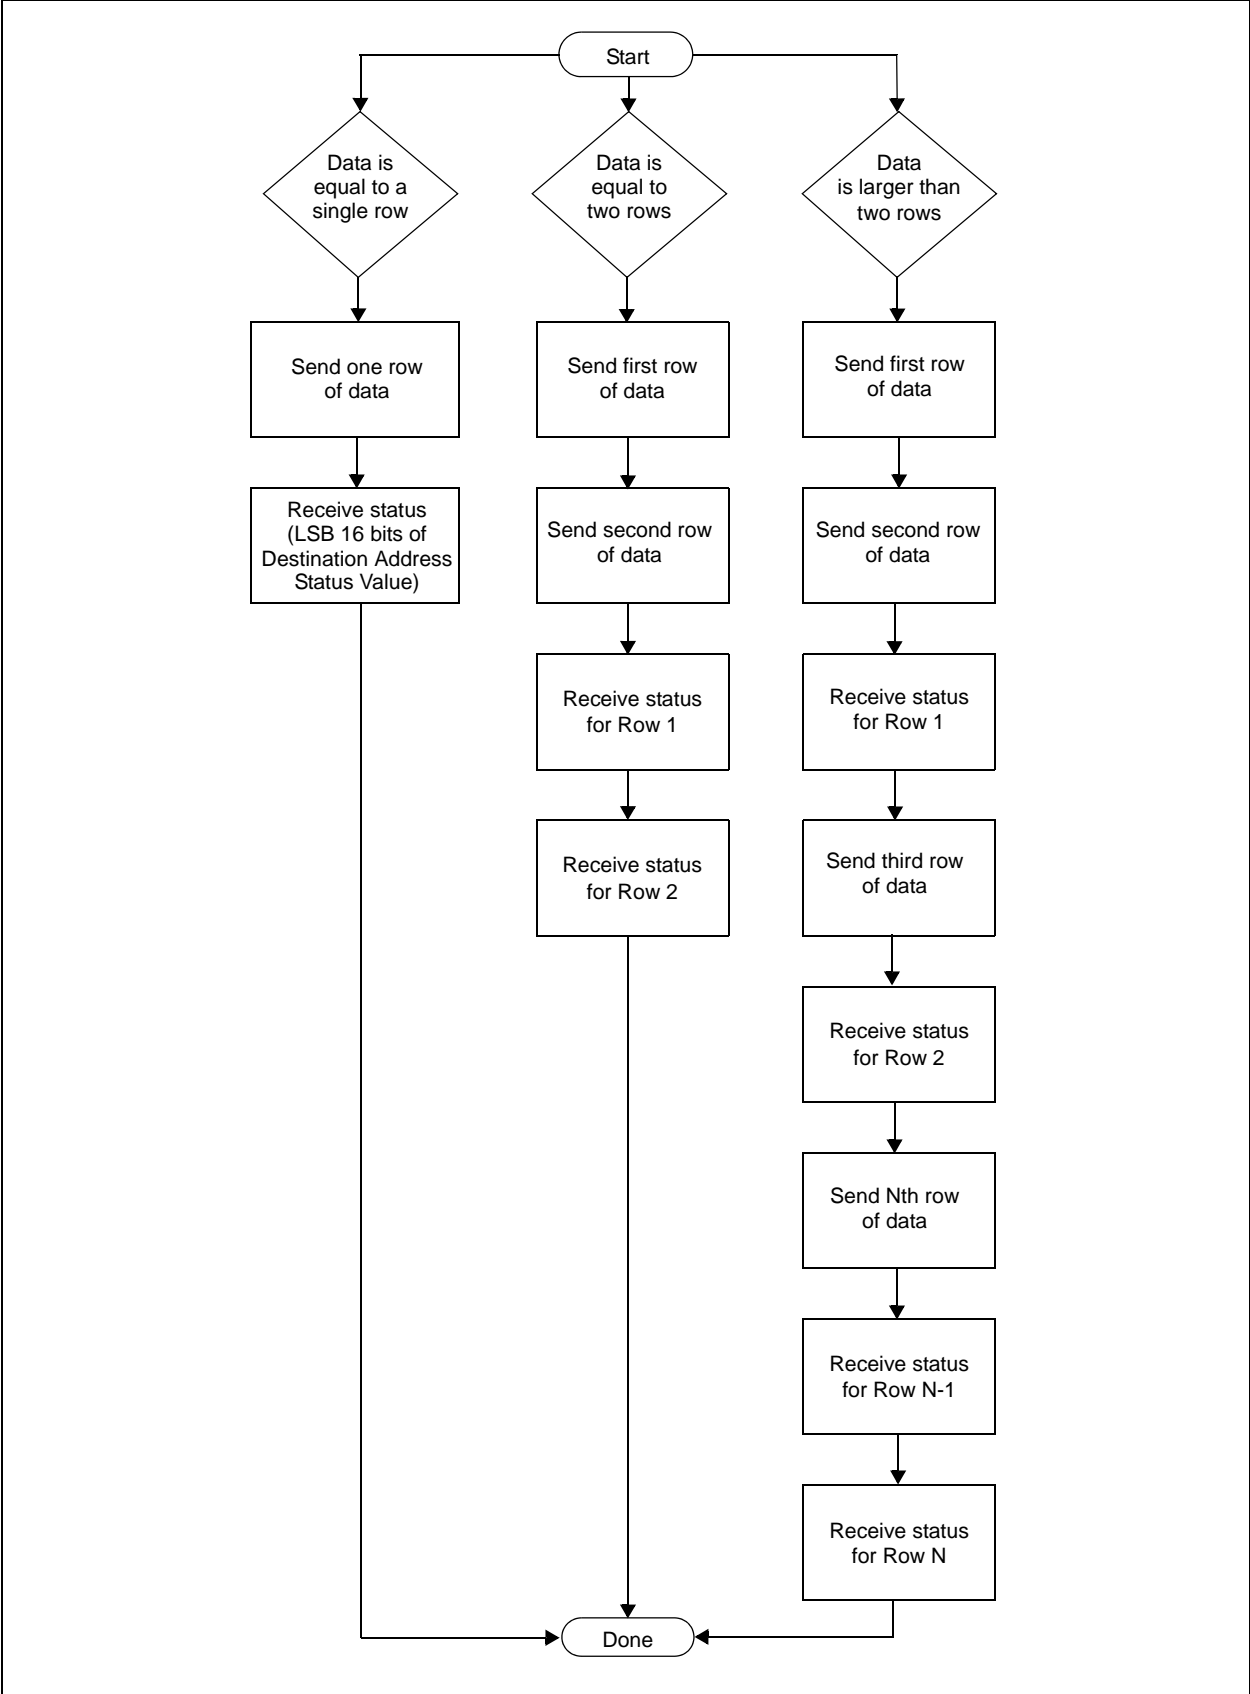 Start
Data is
equal to a
single row
Data is
equal to
two rows
Data
is larger than
two rows
Send one row
of data
Send first row
of data
Send first row
of data
Receive status
(LSB 16 bits of
Destination Address
Status Value)
Send second row
of data
Send second row
of data
Receive status
for Row 1
Receive status
for Row 1
Receive status
for Row 2
Send third row
of data
Receive status
for Row 2
Send Nth row
of data
Receive status
for Row N-1
Receive status
for Row N
Done